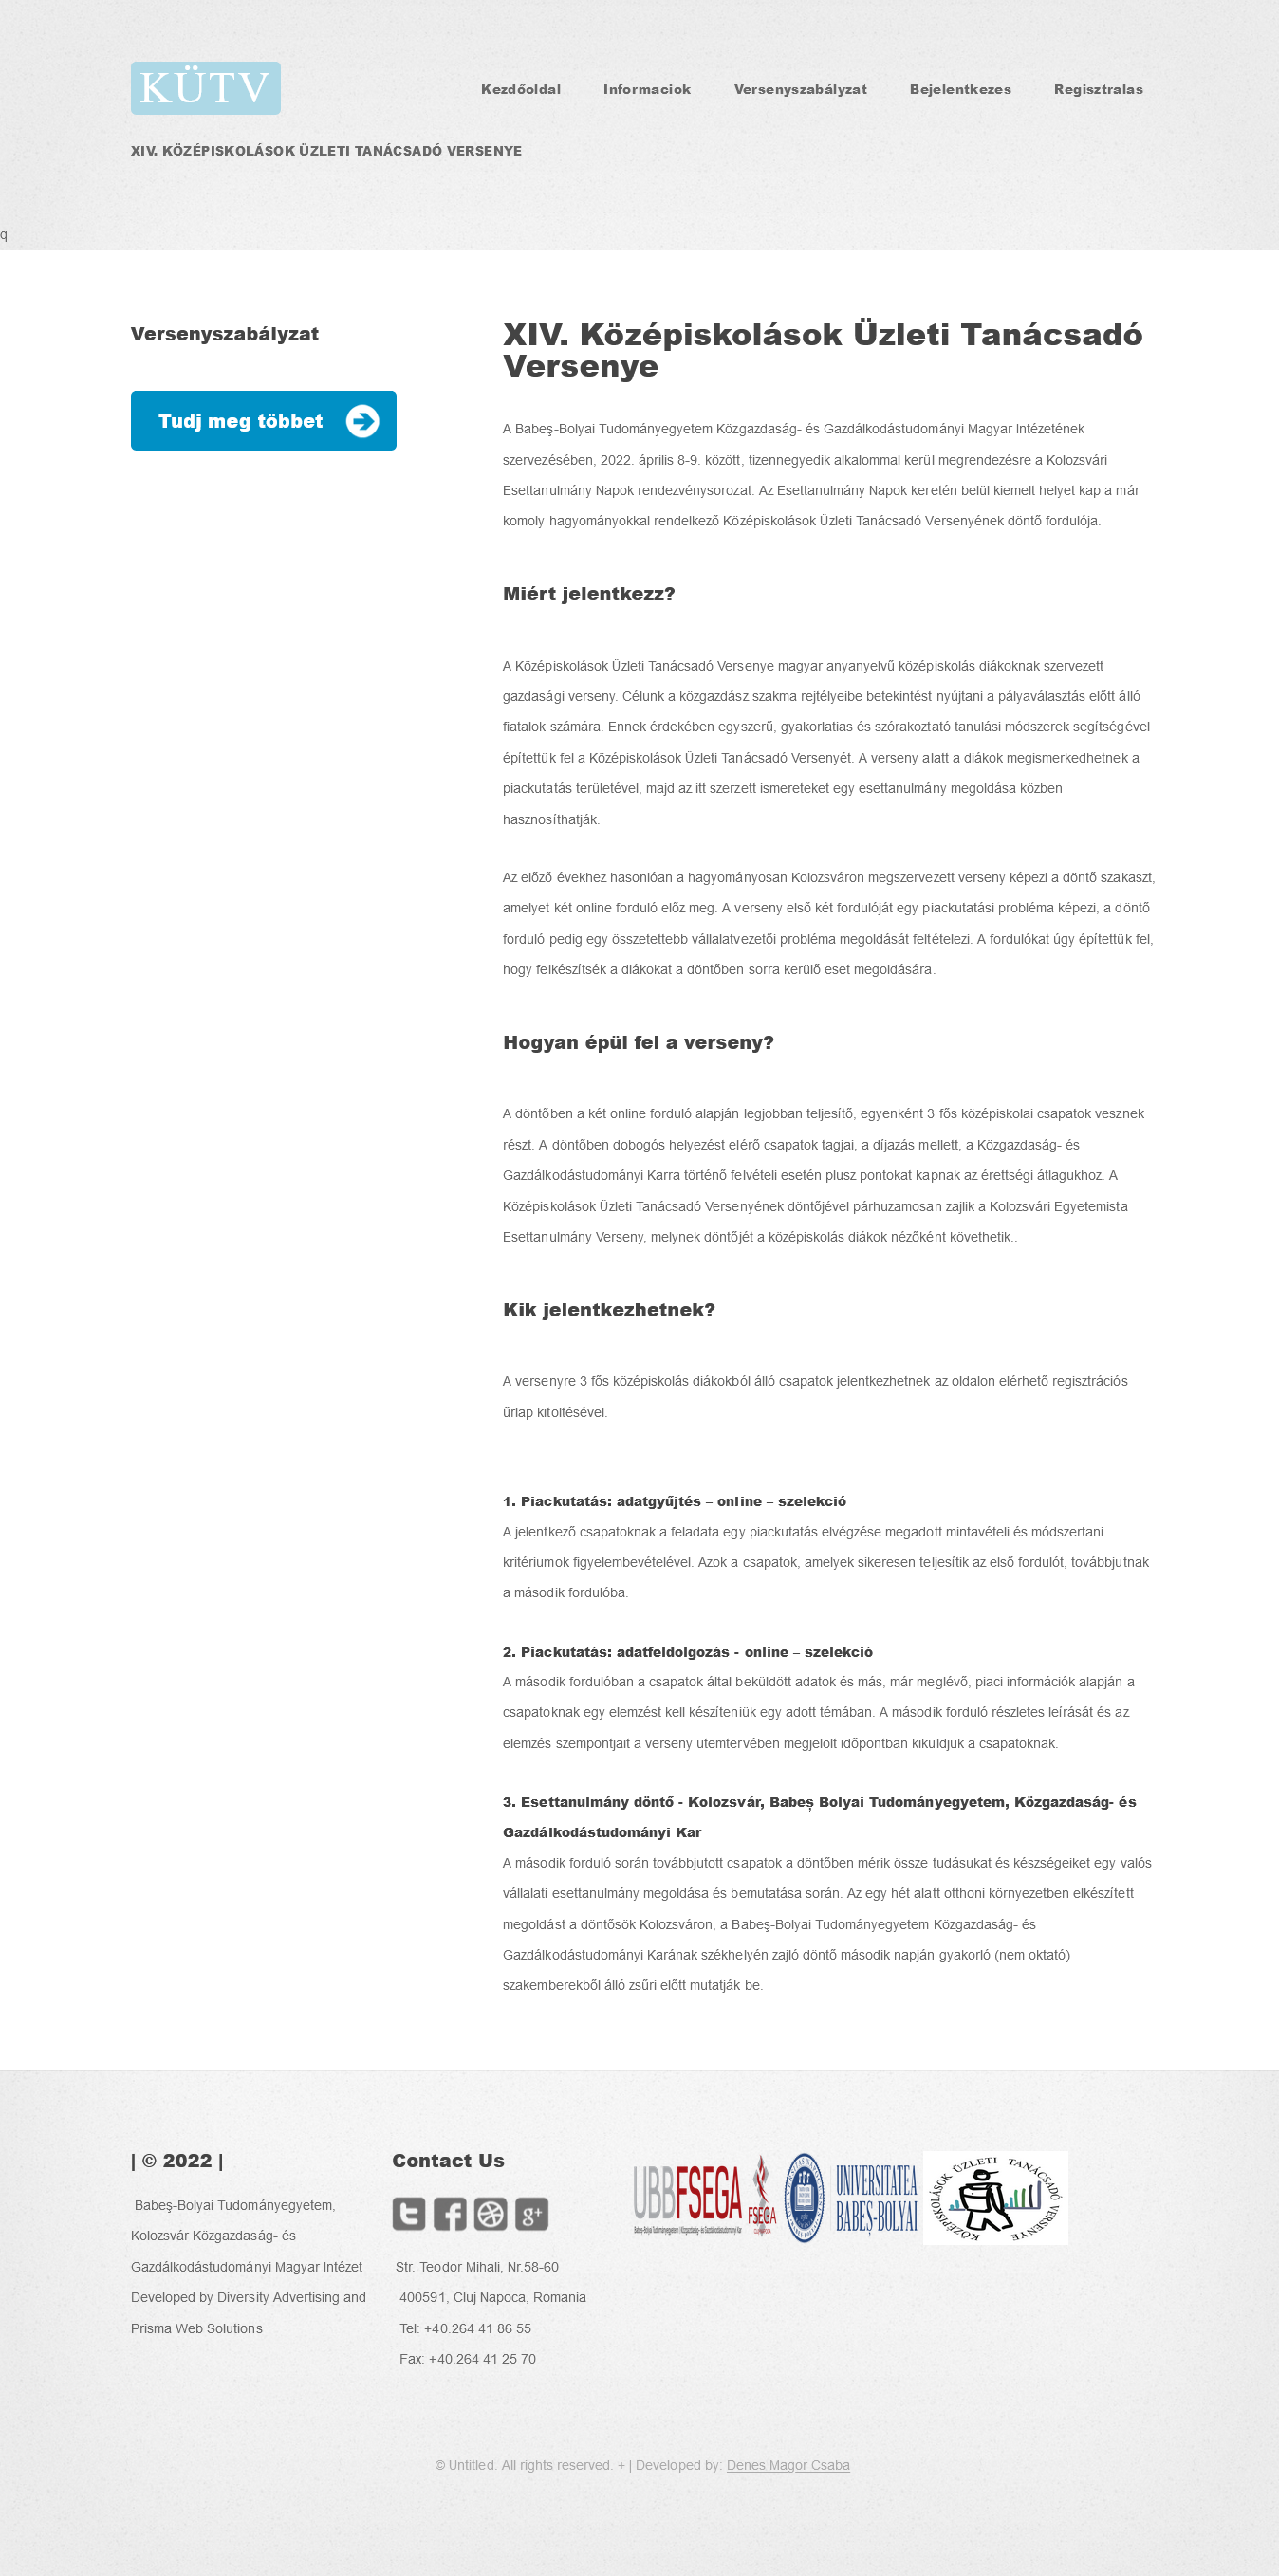 KÜTV
Kezdőoldal Informaciok Versenyszabályzat Bejelentkezes Regisztralas
XIV. KÖZÉPISKOLÁSOK ÜZLETI TANÁCSADÓ VERSENYE
q
Versenyszabályzat
Tudj meg többet
XIV. Középiskolások Üzleti Tanácsadó
Versenye
A Babeş-Bolyai Tudományegyetem Közgazdaság- és Gazdálkodástudományi Magyar Intézetének
szervezésében, 2022. április 8-9. között, tizennegyedik alkalommal kerül megrendezésre a Kolozsvári
Esettanulmány Napok rendezvénysorozat. Az Esettanulmány Napok keretén belül kiemelt helyet kap a már
komoly hagyományokkal rendelkező Középiskolások Üzleti Tanácsadó Versenyének döntő fordulója.
Miért jelentkezz?
A Középiskolások Üzleti Tanácsadó Versenye magyar anyanyelvű középiskolás diákoknak szervezett
gazdasági verseny. Célunk a közgazdász szakma rejtélyeibe betekintést nyújtani a pályaválasztás előtt álló
fiatalok számára. Ennek érdekében egyszerű, gyakorlatias és szórakoztató tanulási módszerek segítségével
építettük fel a Középiskolások Üzleti Tanácsadó Versenyét. A verseny alatt a diákok megismerkedhetnek a
piackutatás területével, majd az itt szerzett ismereteket egy esettanulmány megoldása közben
hasznosíthatják.
Az előző évekhez hasonlóan a hagyományosan Kolozsváron megszervezett verseny képezi a döntő szakaszt,
amelyet két online forduló előz meg. A verseny első két fordulóját egy piackutatási probléma képezi, a döntő
forduló pedig egy összetettebb vállalatvezetői probléma megoldását feltételezi. A fordulókat úgy építettük fel,
hogy felkészítsék a diákokat a döntőben sorra kerülő eset megoldására.
Hogyan épül fel a verseny?
A döntőben a két online forduló alapján legjobban teljesítő, egyenként 3 fős középiskolai csapatok vesznek
részt. A döntőben dobogós helyezést elérő csapatok tagjai, a díjazás mellett, a Közgazdaság- és
Gazdálkodástudományi Karra történő felvételi esetén plusz pontokat kapnak az érettségi átlagukhoz. A
Középiskolások Üzleti Tanácsadó Versenyének döntőjével párhuzamosan zajlik a Kolozsvári Egyetemista
Esettanulmány Verseny, melynek döntőjét a középiskolás diákok nézőként követhetik..
Kik jelentkezhetnek?
A versenyre 3 fős középiskolás diákokból álló csapatok jelentkezhetnek az oldalon elérhető regisztrációs
űrlap kitöltésével.
1. Piackutatás: adatgyűjtés – online – szelekció
A jelentkező csapatoknak a feladata egy piackutatás elvégzése megadott mintavételi és módszertani
kritériumok figyelembevételével. Azok a csapatok, amelyek sikeresen teljesítik az első fordulót, továbbjutnak
a második fordulóba.
2. Piackutatás: adatfeldolgozás - online – szelekció
A második fordulóban a csapatok által beküldött adatok és más, már meglévő, piaci információk alapján a
csapatoknak egy elemzést kell készíteniük egy adott témában. A második forduló részletes leírását és az
elemzés szempontjait a verseny ütemtervében megjelölt időpontban kiküldjük a csapatoknak.
3. Esettanulmány döntő - Kolozsvár, Babeș Bolyai Tudományegyetem, Közgazdaság- és
Gazdálkodástudományi Kar
A második forduló során továbbjutott csapatok a döntőben mérik össze tudásukat és készségeiket egy valós
vállalati esettanulmány megoldása és bemutatása során. Az egy hét alatt otthoni környezetben elkészített
megoldást a döntősök Kolozsváron, a Babeş-Bolyai Tudományegyetem Közgazdaság- és
Gazdálkodástudományi Karának székhelyén zajló döntő második napján gyakorló (nem oktató)
szakemberekből álló zsűri előtt mutatják be.
| © 2022 |
Babeş-Bolyai Tudományegyetem,
Kolozsvár Közgazdaság- és
Gazdálkodástudományi Magyar Intézet
Developed by Diversity Advertising and
Prisma Web Solutions
Contact Us
Str. Teodor Mihali, Nr.58-60
400591, Cluj Napoca, Romania
Tel: +40.264 41 86 55
Fax: +40.264 41 25 70
UBBFSEGA
Babeş-Bolyai Tudományegyetem | Közgazdaság- és Gazdálkodástudományi Kar
FSEGA
UNIVERSITATEA
BABEȘ-BOLYAI
KÖZÉPISKOLÁSOK ÜZLETI TANÁCSADÓ VERSENYE
© Untitled. All rights reserved. + | Developed by: Denes Magor Csaba